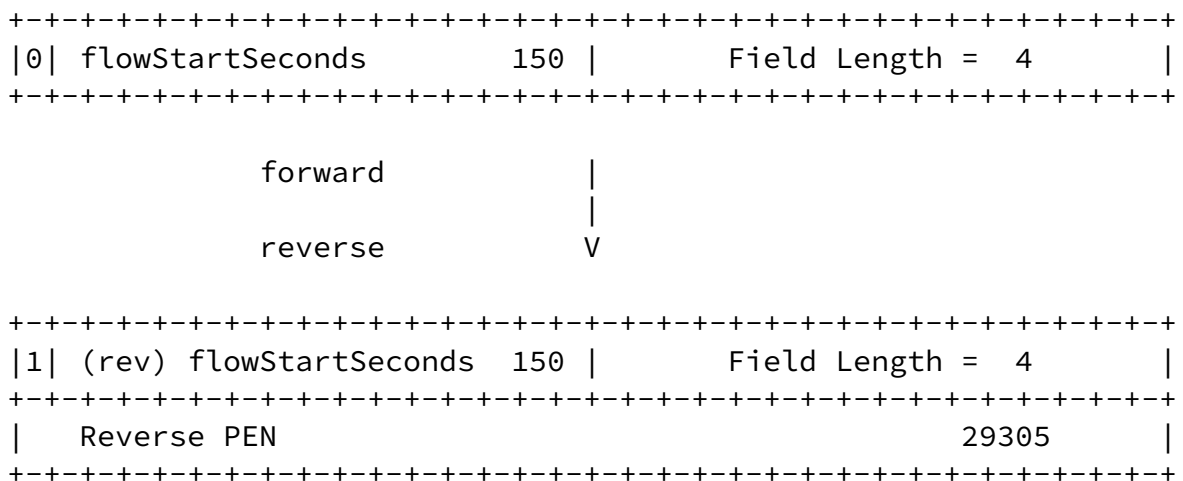 +-+-+-+-+-+-+-+-+-+-+-+-+-+-+-+-+-+-+-+-+-+-+-+-+-+-+-+-+-+-+-+-+
|0| flowStartSeconds        150 |       Field Length =  4       |
+-+-+-+-+-+-+-+-+-+-+-+-+-+-+-+-+-+-+-+-+-+-+-+-+-+-+-+-+-+-+-+-+
forward           |
|
reverse           V
+-+-+-+-+-+-+-+-+-+-+-+-+-+-+-+-+-+-+-+-+-+-+-+-+-+-+-+-+-+-+-+-+
|1| (rev) flowStartSeconds  150 |       Field Length =  4       |
+-+-+-+-+-+-+-+-+-+-+-+-+-+-+-+-+-+-+-+-+-+-+-+-+-+-+-+-+-+-+-+-+
|   Reverse PEN                                     29305      |
+-+-+-+-+-+-+-+-+-+-+-+-+-+-+-+-+-+-+-+-+-+-+-+-+-+-+-+-+-+-+-+-+